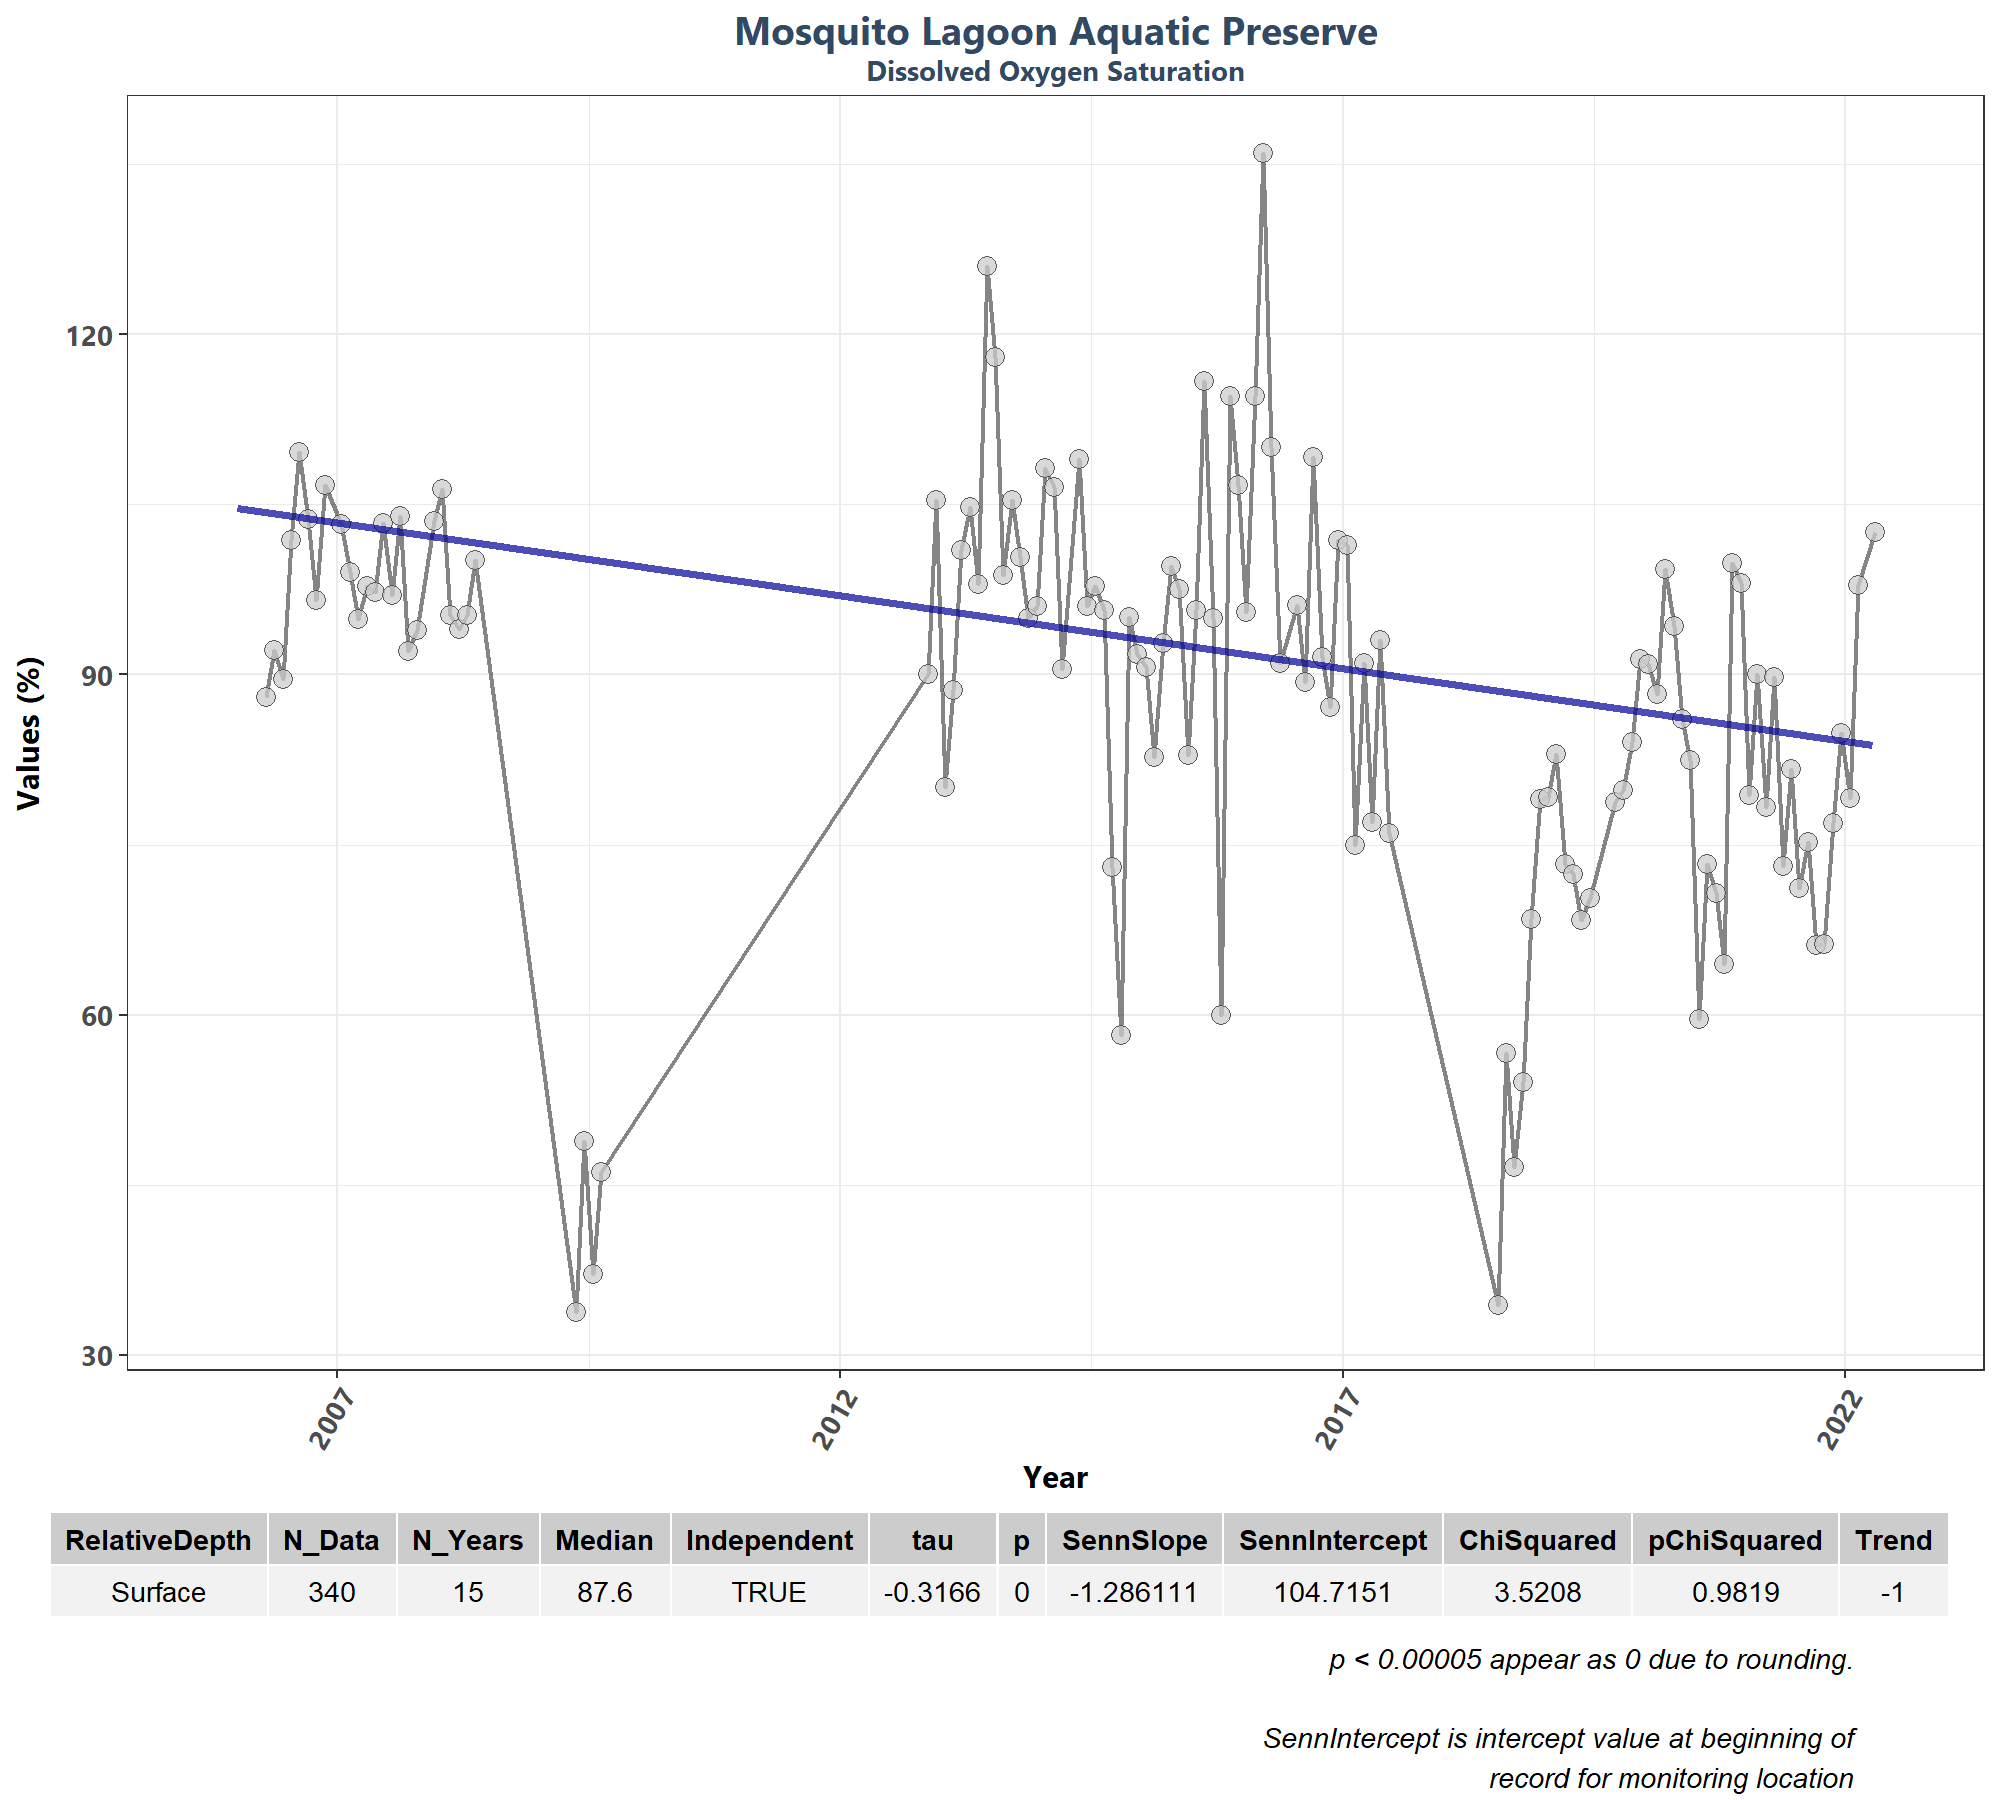 Mosquito Lagoon Aquatic Preserve
Dissolved Oxygen Saturation
Values (%)
120
90
60
30
2007
2012
2017
2022
Year
RelativeDepth N_Data N_Years Median Independent tau p SennSlope SennIntercept ChiSquared pChiSquared Trend
Surface 340 15 87.6 TRUE -0.3166 0 -1.286111 104.7151 3.5208 0.9819 -1
p < 0.00005 appear as 0 due to rounding.
SennIntercept is intercept value at beginning of
record for monitoring location